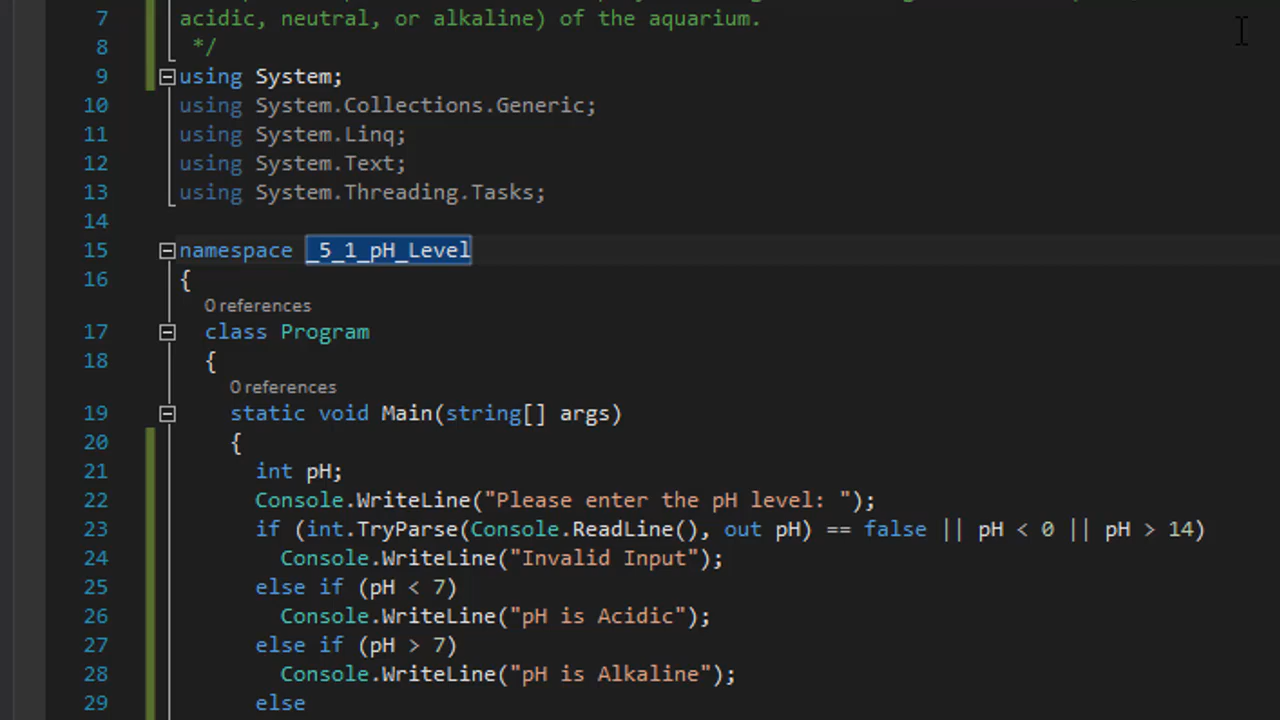 7 acidic, neutral, or alkaline) of the aquarium.
8 */
9 using System;
10 using System.Collections.Generic;
11 using System.Linq;
12 using System.Text;
13 using System.Threading.Tasks;
14
15 namespace _5_1_pH_Level
16 {
0 references
17 class Program
18 {
0 references
19 static void Main(string[] args)
20 {
21 int pH;
22 Console.WriteLine("Please enter the pH level: ");
23 if (int.TryParse(Console.ReadLine(), out pH) == false || pH < 0 || pH > 14)
24 Console.WriteLine("Invalid Input");
25 else if (pH < 7)
26 Console.WriteLine("pH is Acidic");
27 else if (pH > 7)
28 Console.WriteLine("pH is Alkaline");
29 else